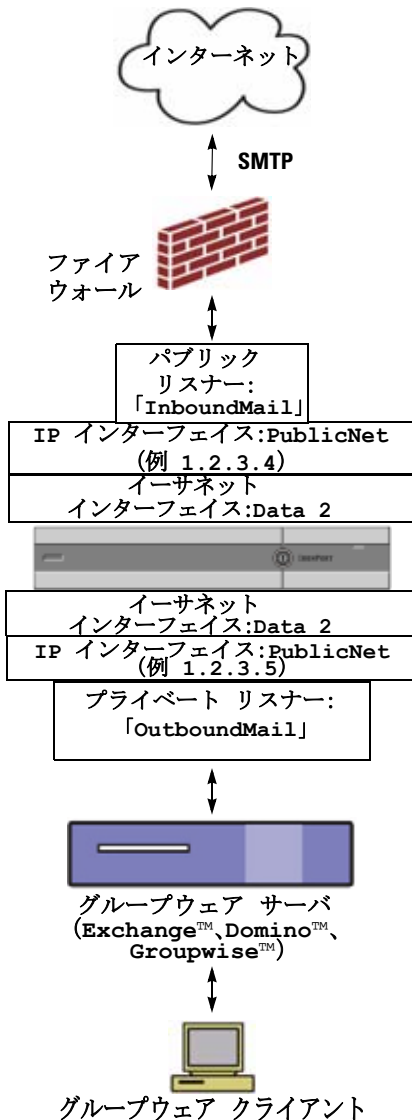 インターネット
SMTP
ファイア
ウォール
パブリック
リスナー:
「InboundMail」
IP インターフェイス:PublicNet
(例 1.2.3.4)
イーサネット
インターフェイス:Data 2
イーサネット
インターフェイス:Data 2
IP インターフェイス:PublicNet
(例 1.2.3.5)
プライベート リスナー:
「OutboundMail」
グループウェア サーバ
(Exchange™、Domino™、
Groupwise™)
グループウェア クライアント